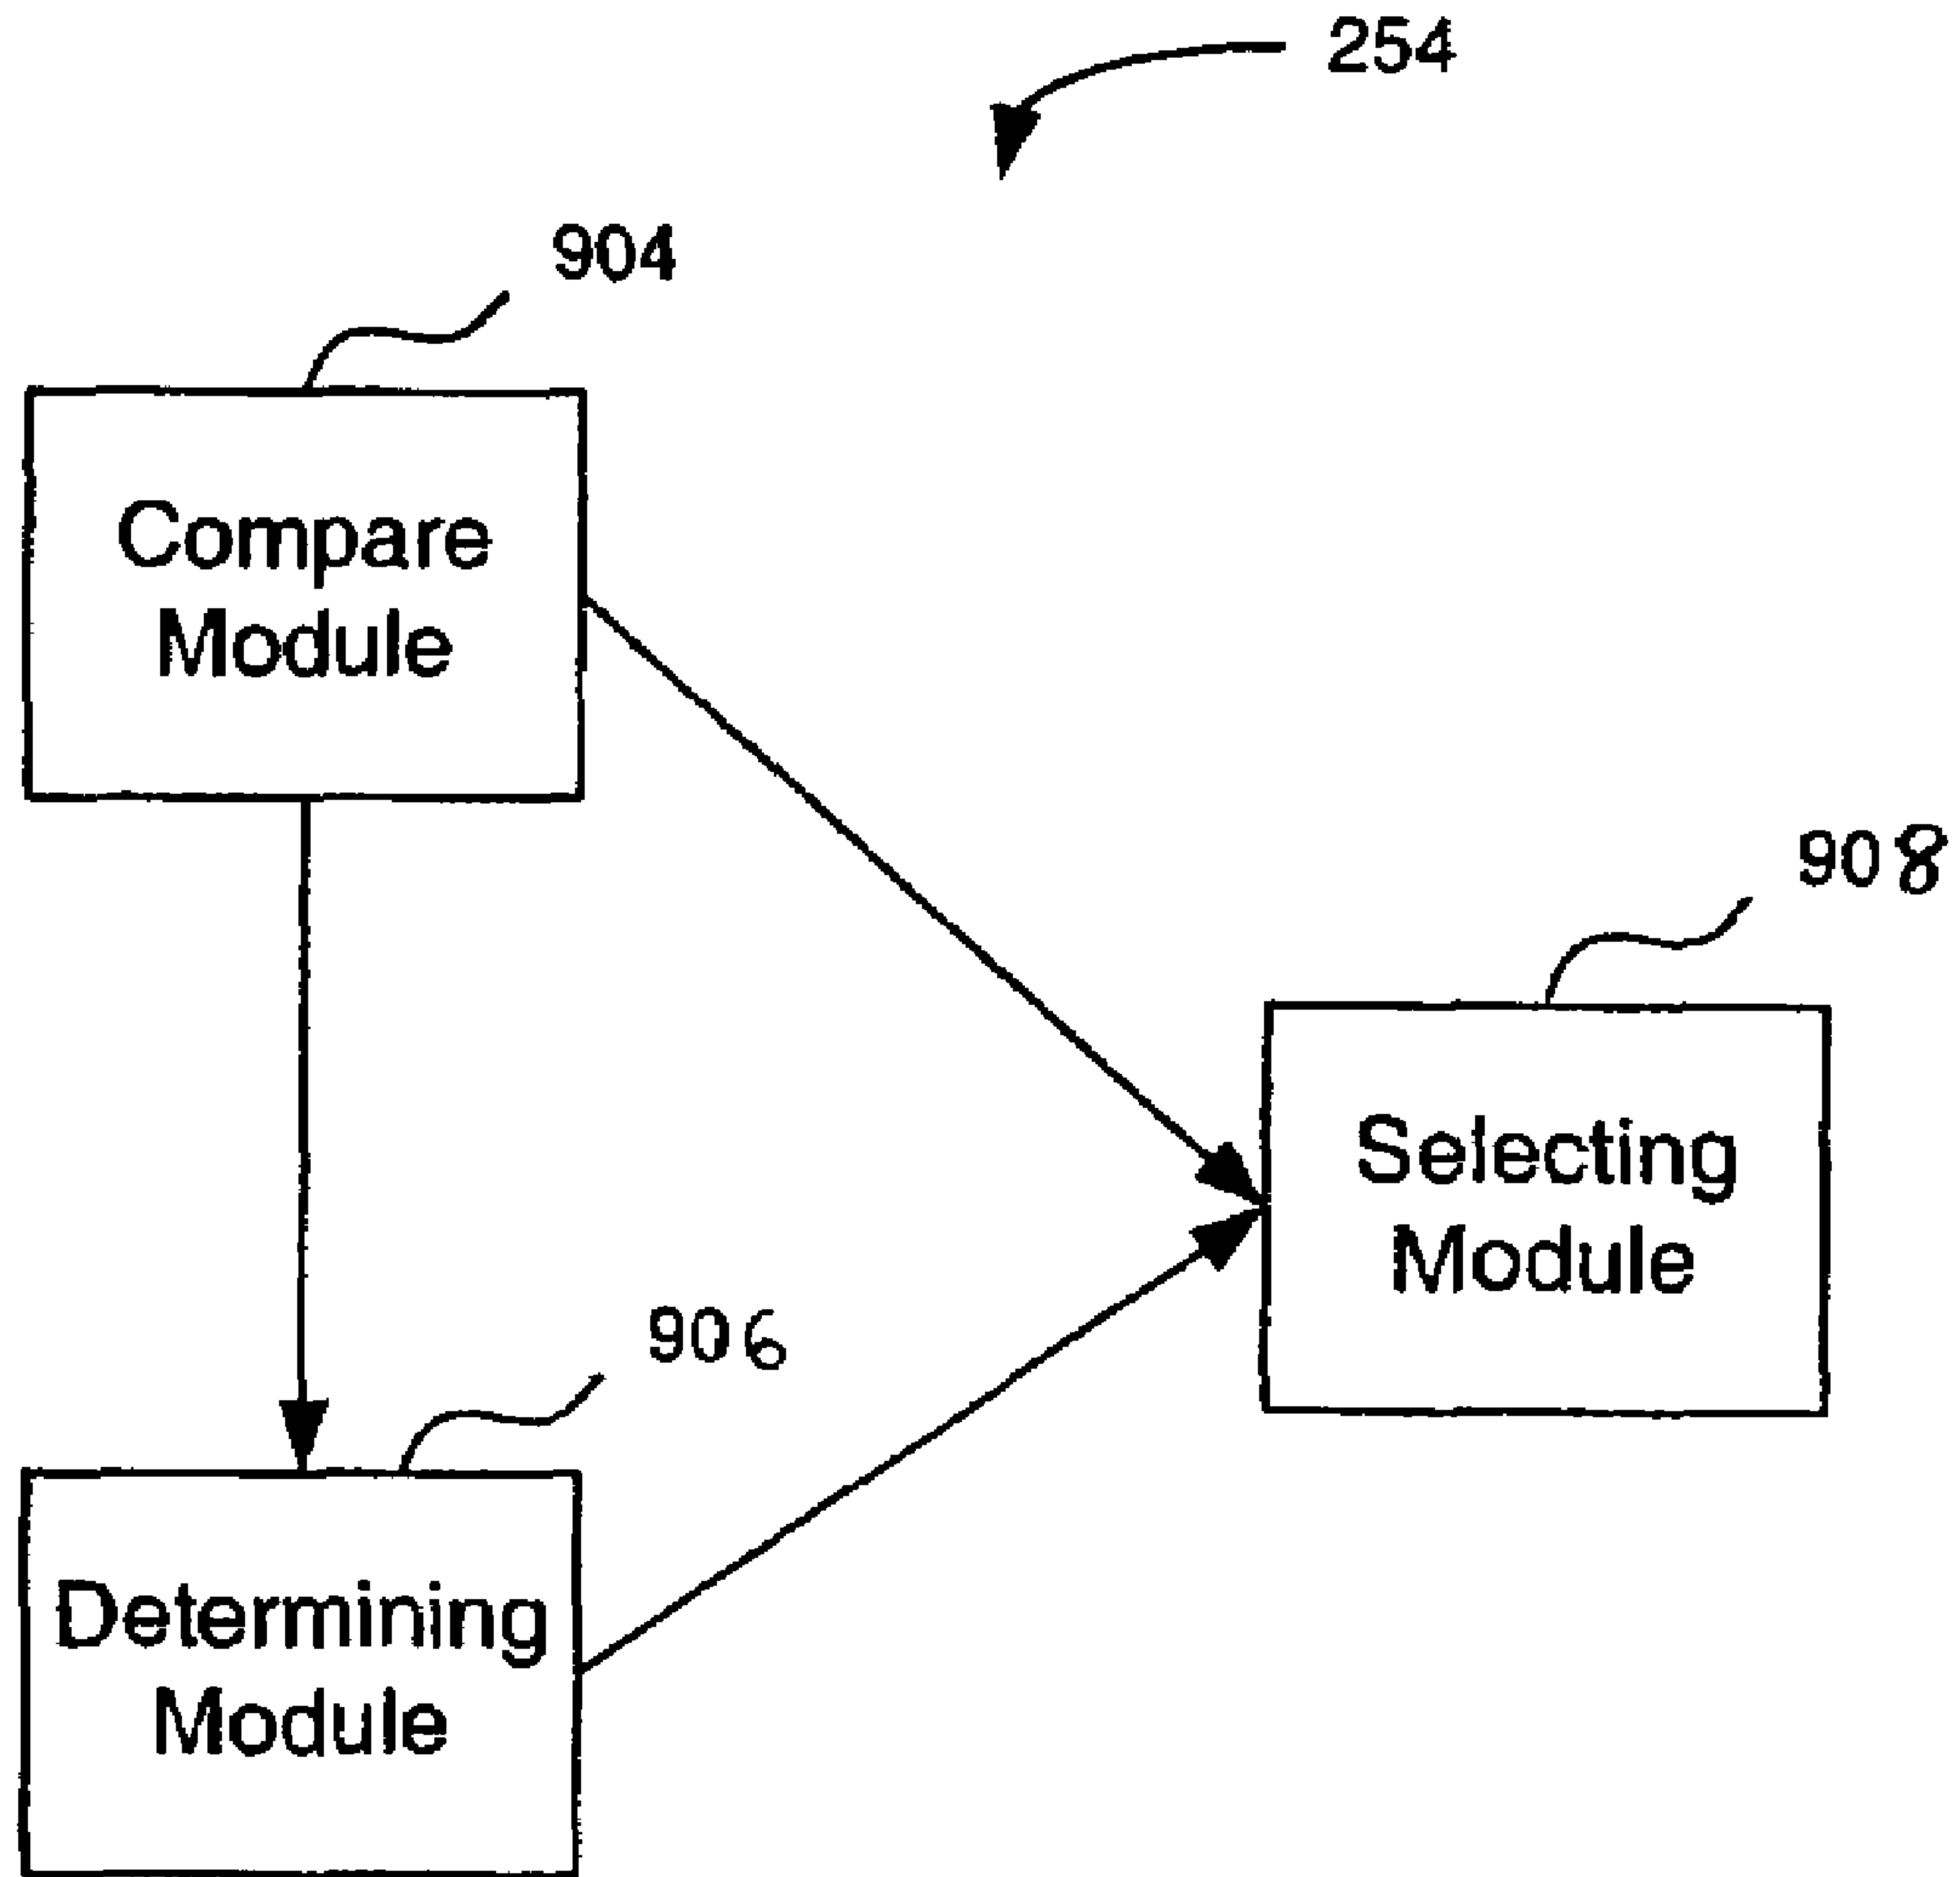 254
904
Compare
Module
908
Selecting
Module
906
Determining
Module